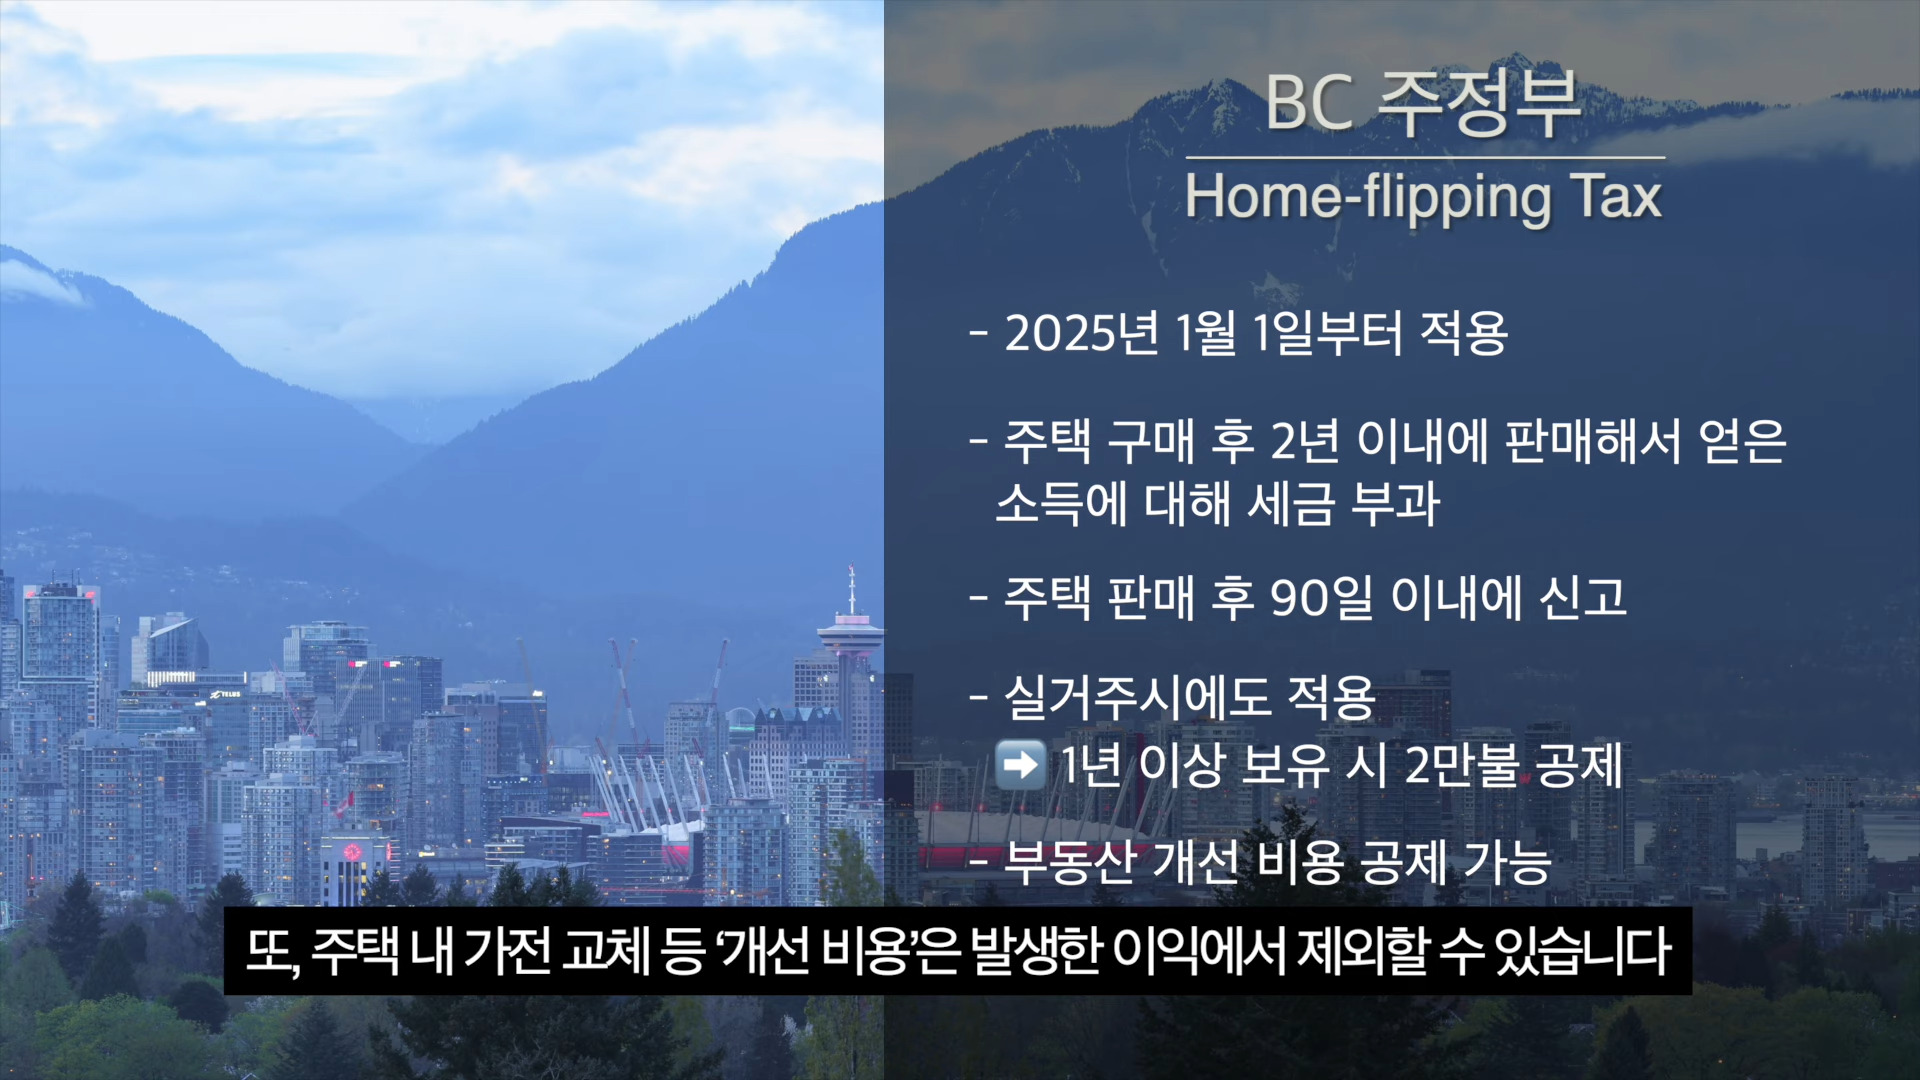 BC 주정부
Home-flipping Tax
- 2025년 1월 1일부터 적용
- 주택 구매 후 2년 이내에 판매해서 얻은
소득에 대해 세금 부과
- 주택 판매 후 90일 이내에 신고
- 실거주시에도 적용
➡ 1년 이상 보유 시 2만불 공제
- 부동산 개선 비용 공제 가능
또, 주택 내 가전 교체 등 ‘개선 비용’은 발생한 이익에서 제외할 수 있습니다
TELUS